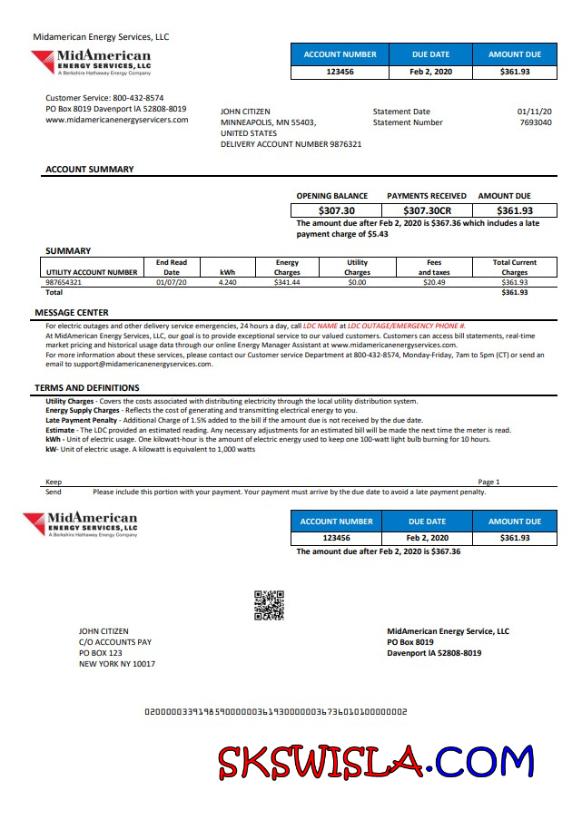 Midamerican Energy Services, LLC
MidAmerican
ENERGY SERVICES, LLC
A Berkshire Hathaway Energy Company
ACCOUNT NUMBER DUE DATE AMOUNT DUE
123456 Feb 2, 2020 $361.93
Customer Service: 800-432-8574
PO Box 8019 Davenport IA 52808-8019
www.midamericanenergyservicers.com
JOHN CITIZEN
MINNEAPOLIS, MN 55403,
UNITED STATES
DELIVERY ACCOUNT NUMBER 9876321
Statement Date 01/11/20
Statement Number 7693040
ACCOUNT SUMMARY
OPENING BALANCE PAYMENTS RECEIVED AMOUNT DUE
$307.30 $307.30CR $361.93
The amount due after Feb 2, 2020 is $367.36 which includes a late
payment charge of $5.43
SUMMARY
UTILITY ACCOUNT NUMBER End Read Date kWh Energy Charges Utility Charges Fees and taxes Total Current Charges
987654321 01/07/20 4.240 $341.44 $0.00 $20.49 $361.93
Total $361.93
MESSAGE CENTER
For electric outages and other delivery service emergencies, 24 hours a day, call LDC NAME at LDC OUTAGE/EMERGENCY PHONE #.
At MidAmerican Energy Services, LLC, our goal is to provide exceptional service to our valued customers. Customers can access bill statements, real-time
market pricing and historical usage data through our online Energy Manager Assistant at www.midamericanenergyservices.com.
For more information about these services, please contact our Customer service Department at 800-432-8574, Monday-Friday, 7am to 5pm (CT) or send an
email to support@midamericanenergyservices.com.
TERMS AND DEFINITIONS
Utility Charges - Covers the costs associated with distributing electricity through the local utility distribution system.
Energy Supply Charges - Reflects the cost of generating and transmitting electrical energy to you.
Late Payment Penalty - Additional Charge of 1.5% added to the bill if the amount due is not received by the due date.
Estimate - The LDC provided an estimated reading. Any necessary adjustments for an estimated bill will be made the next time the meter is read.
kWh - Unit of electric usage. One kilowatt-hour is the amount of electric energy used to keep one 100-watt light bulb burning for 10 hours.
kW- Unit of electric usage. A kilowatt is equivalent to 1,000 watts
Keep Page 1
Send Please include this portion with your payment. Your payment must arrive by the due date to avoid a late payment penalty.
MidAmerican
ENERGY SERVICES, LLC
A Berkshire Hathaway Energy Company
ACCOUNT NUMBER DUE DATE AMOUNT DUE
123456 Feb 2, 2020 $361.93
The amount due after Feb 2, 2020 is $367.36
JOHN CITIZEN
C/O ACCOUNTS PAY
PO BOX 123
NEW YORK NY 10017
MidAmerican Energy Service, LLC
PO Box 8019
Davenport IA 52808-8019
SKSWISLA.COM